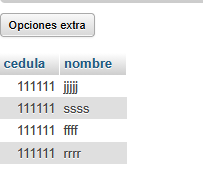 Opciones extra
cedula nombre
111111 jjjjj
111111 ssss
111111 ffff
111111 rrrr